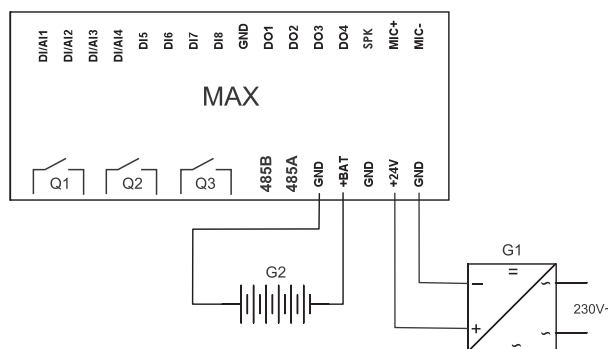 DI/AI1 DI/AI2 DI/AI3 DI/AI4 DI5 DI6 DI7 DI8 GND DO1 DO2 DO3 DO4 SPK MIC+ MIC-
MAX
Q1 Q2 Q3 485B 485A GND +BAT GND +24V GND
G1
G2
=
− ~
230V~
+ ~
~